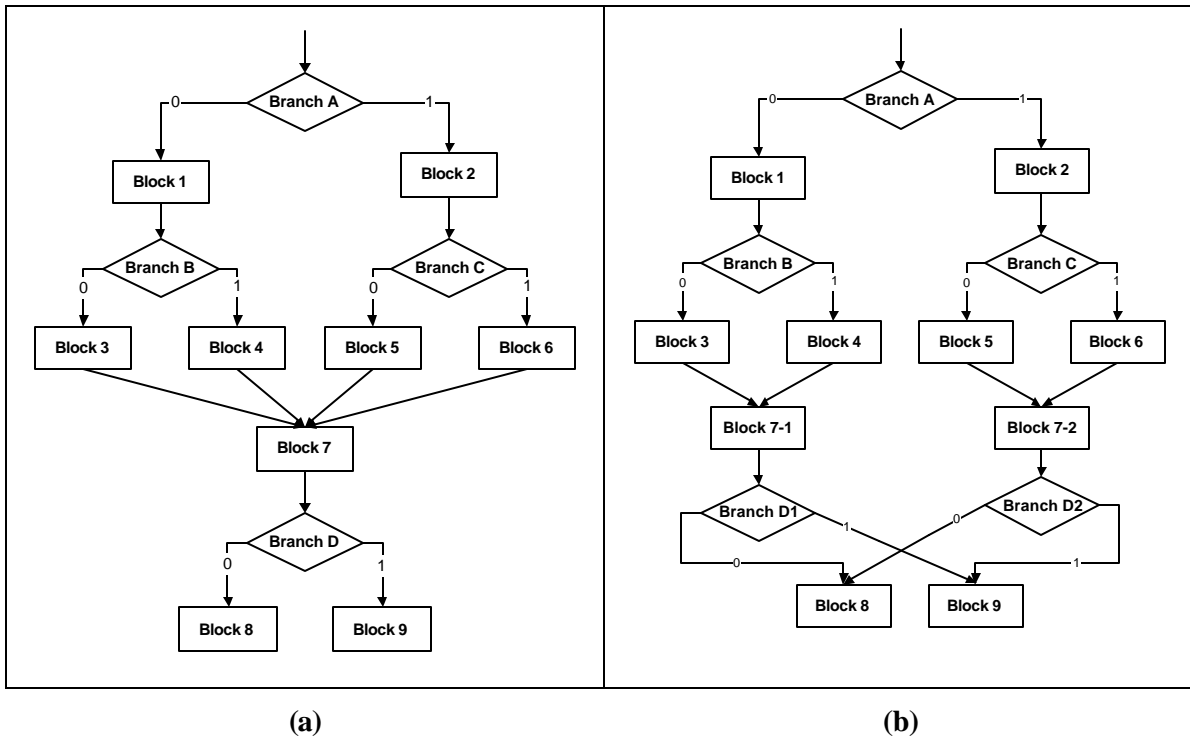 Branch A
0
1
Block 1
Block 2
Branch B
Branch C
0
1
0
1
Block 3
Block 4
Block 5
Block 6
Block 7
Branch D
0
1
Block 8
Block 9
(a)
Branch A
0
1
Block 1
Block 2
Branch B
Branch C
0
1
0
1
Block 3
Block 4
Block 5
Block 6
Block 7-1
Block 7-2
Branch D1
Branch D2
1
0
0
1
Block 8
Block 9
(b)